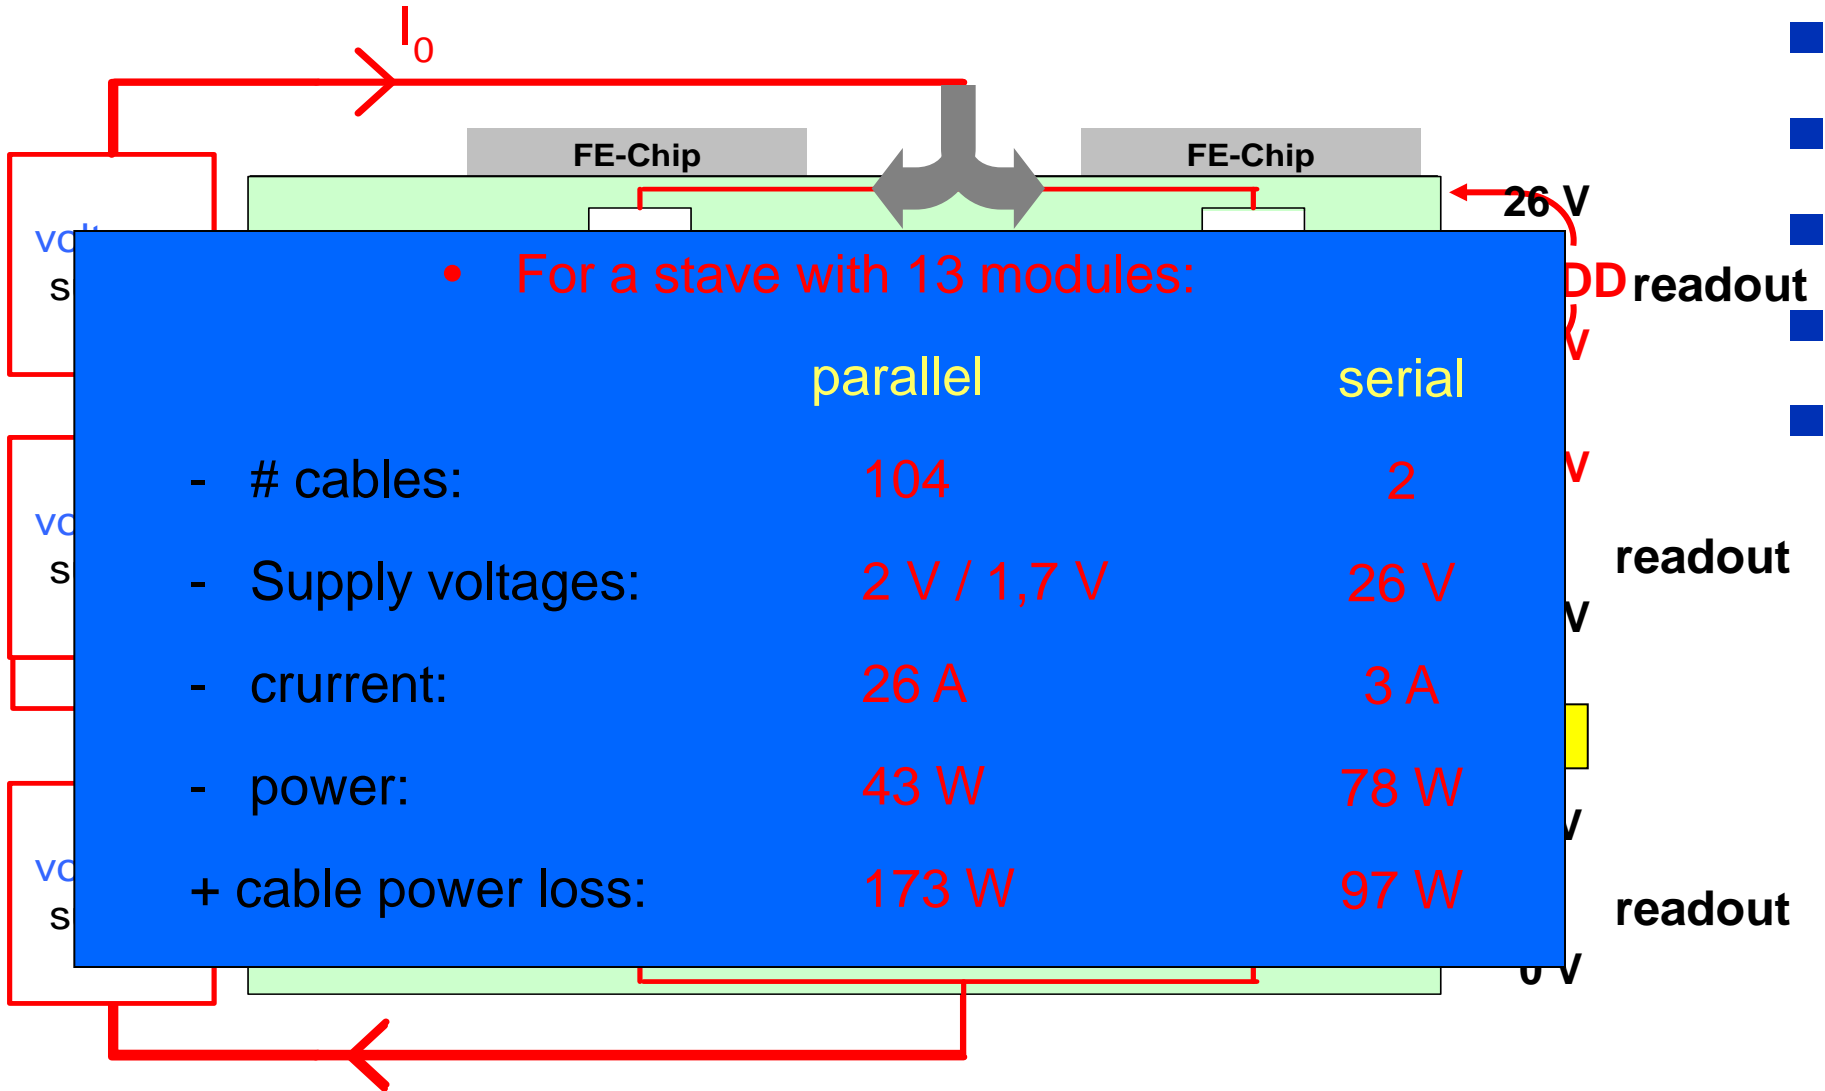 I0
FE-Chip FE-Chip
26 V
• For a stave with 13 modules:
DD readout
V
parallel serial
- # cables: 104 2
V
- Supply voltages: 2 V / 1,7 V 26 V
readout
V
- crurrent: 26 A 3 A
- power: 43 W 78 W
V
+ cable power loss: 173 W 97 W
readout
0 V